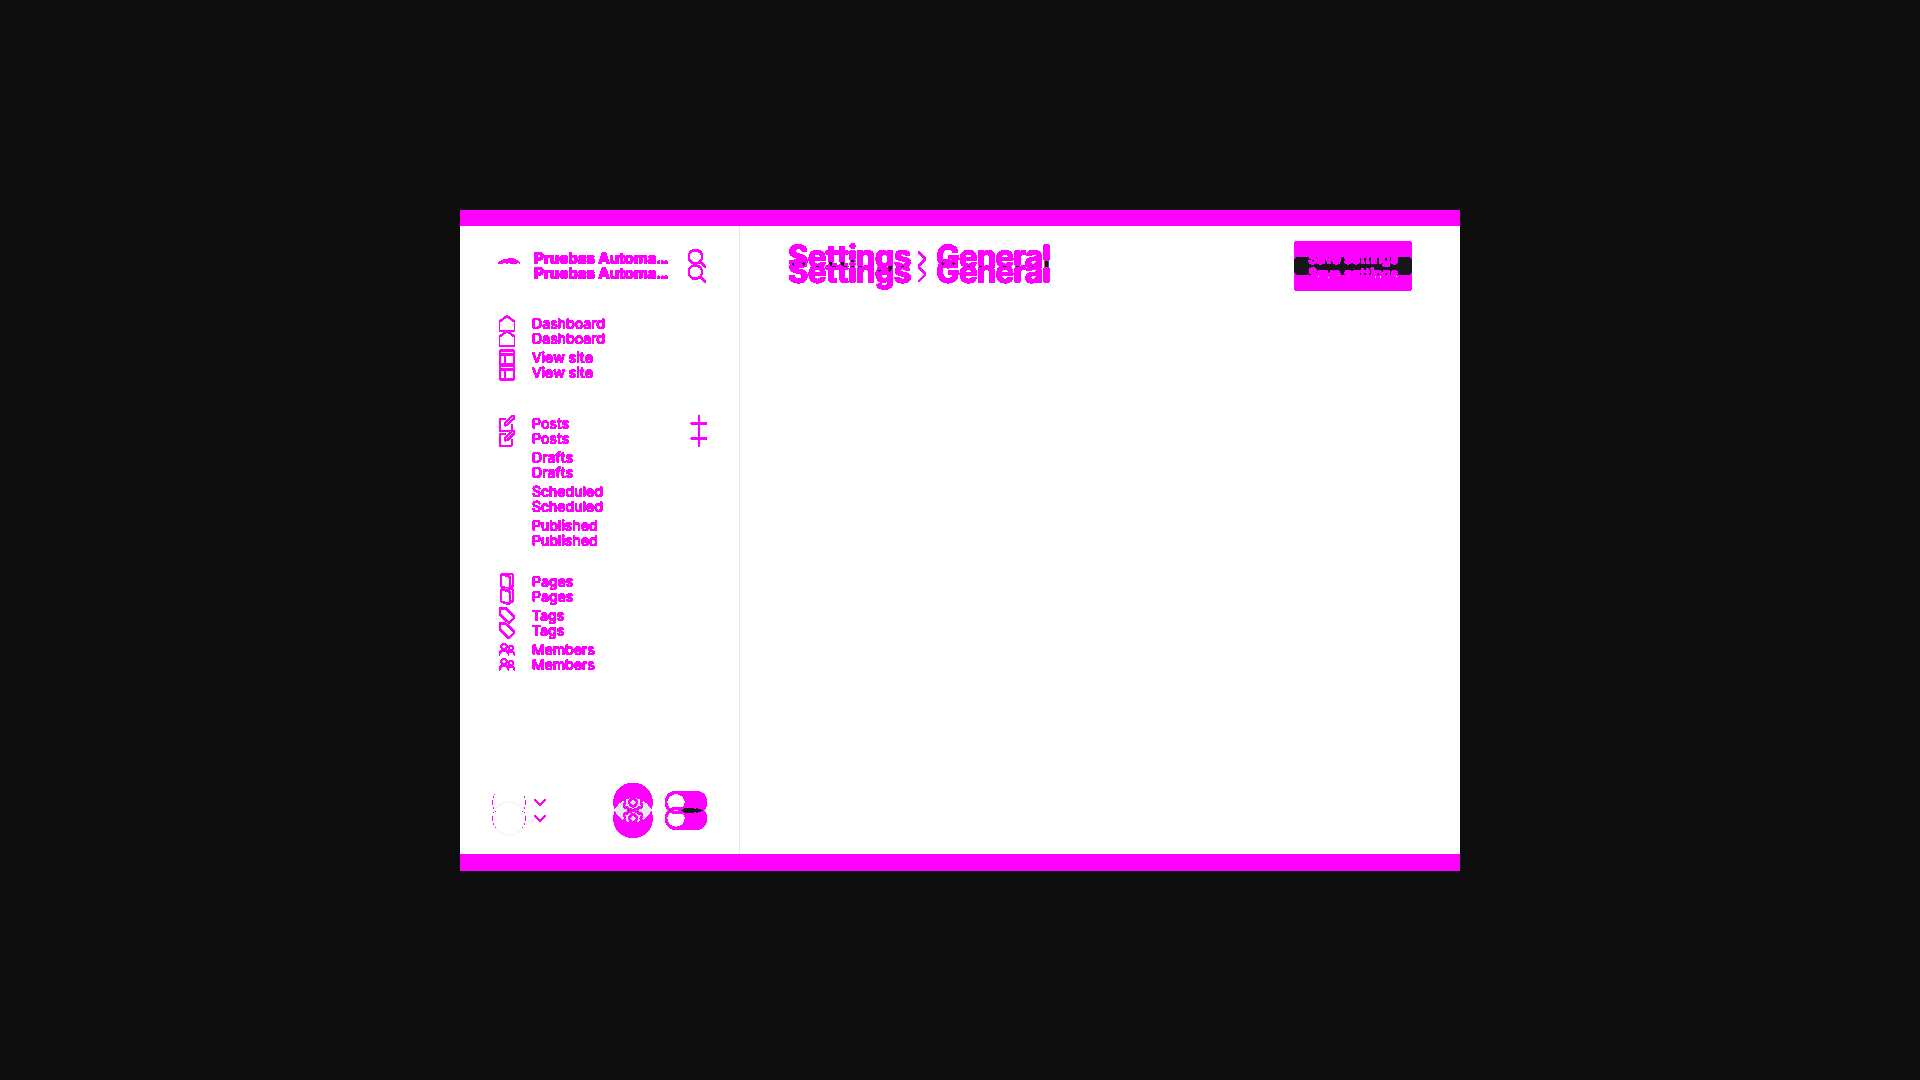 Pruebas Automa...
Pruebas Automa...
Settings > General
Settings > General
Dashboard
Dashboard
View site
View site
Posts
Posts
Drafts
Drafts
Scheduled
Scheduled
Published
Published
Pages
Pages
Tags
Tags
Members
Members